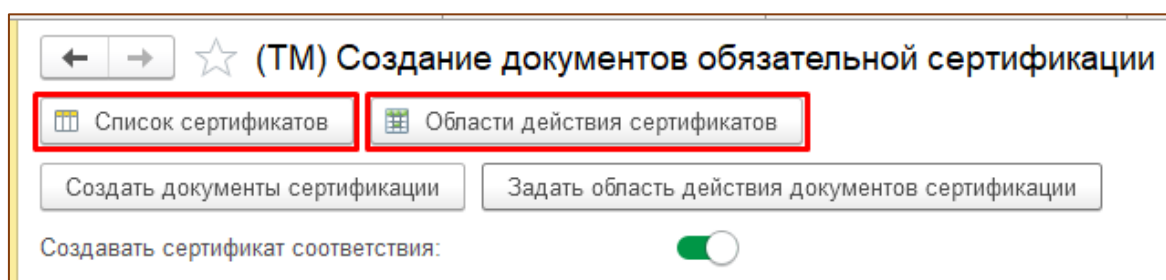 (ТМ) Создание документов обязательной сертификации
Список сертификатов Области действия сертификатов
Создать документы сертификации Задать область действия документов сертификации
Создавать сертификат соответствия: